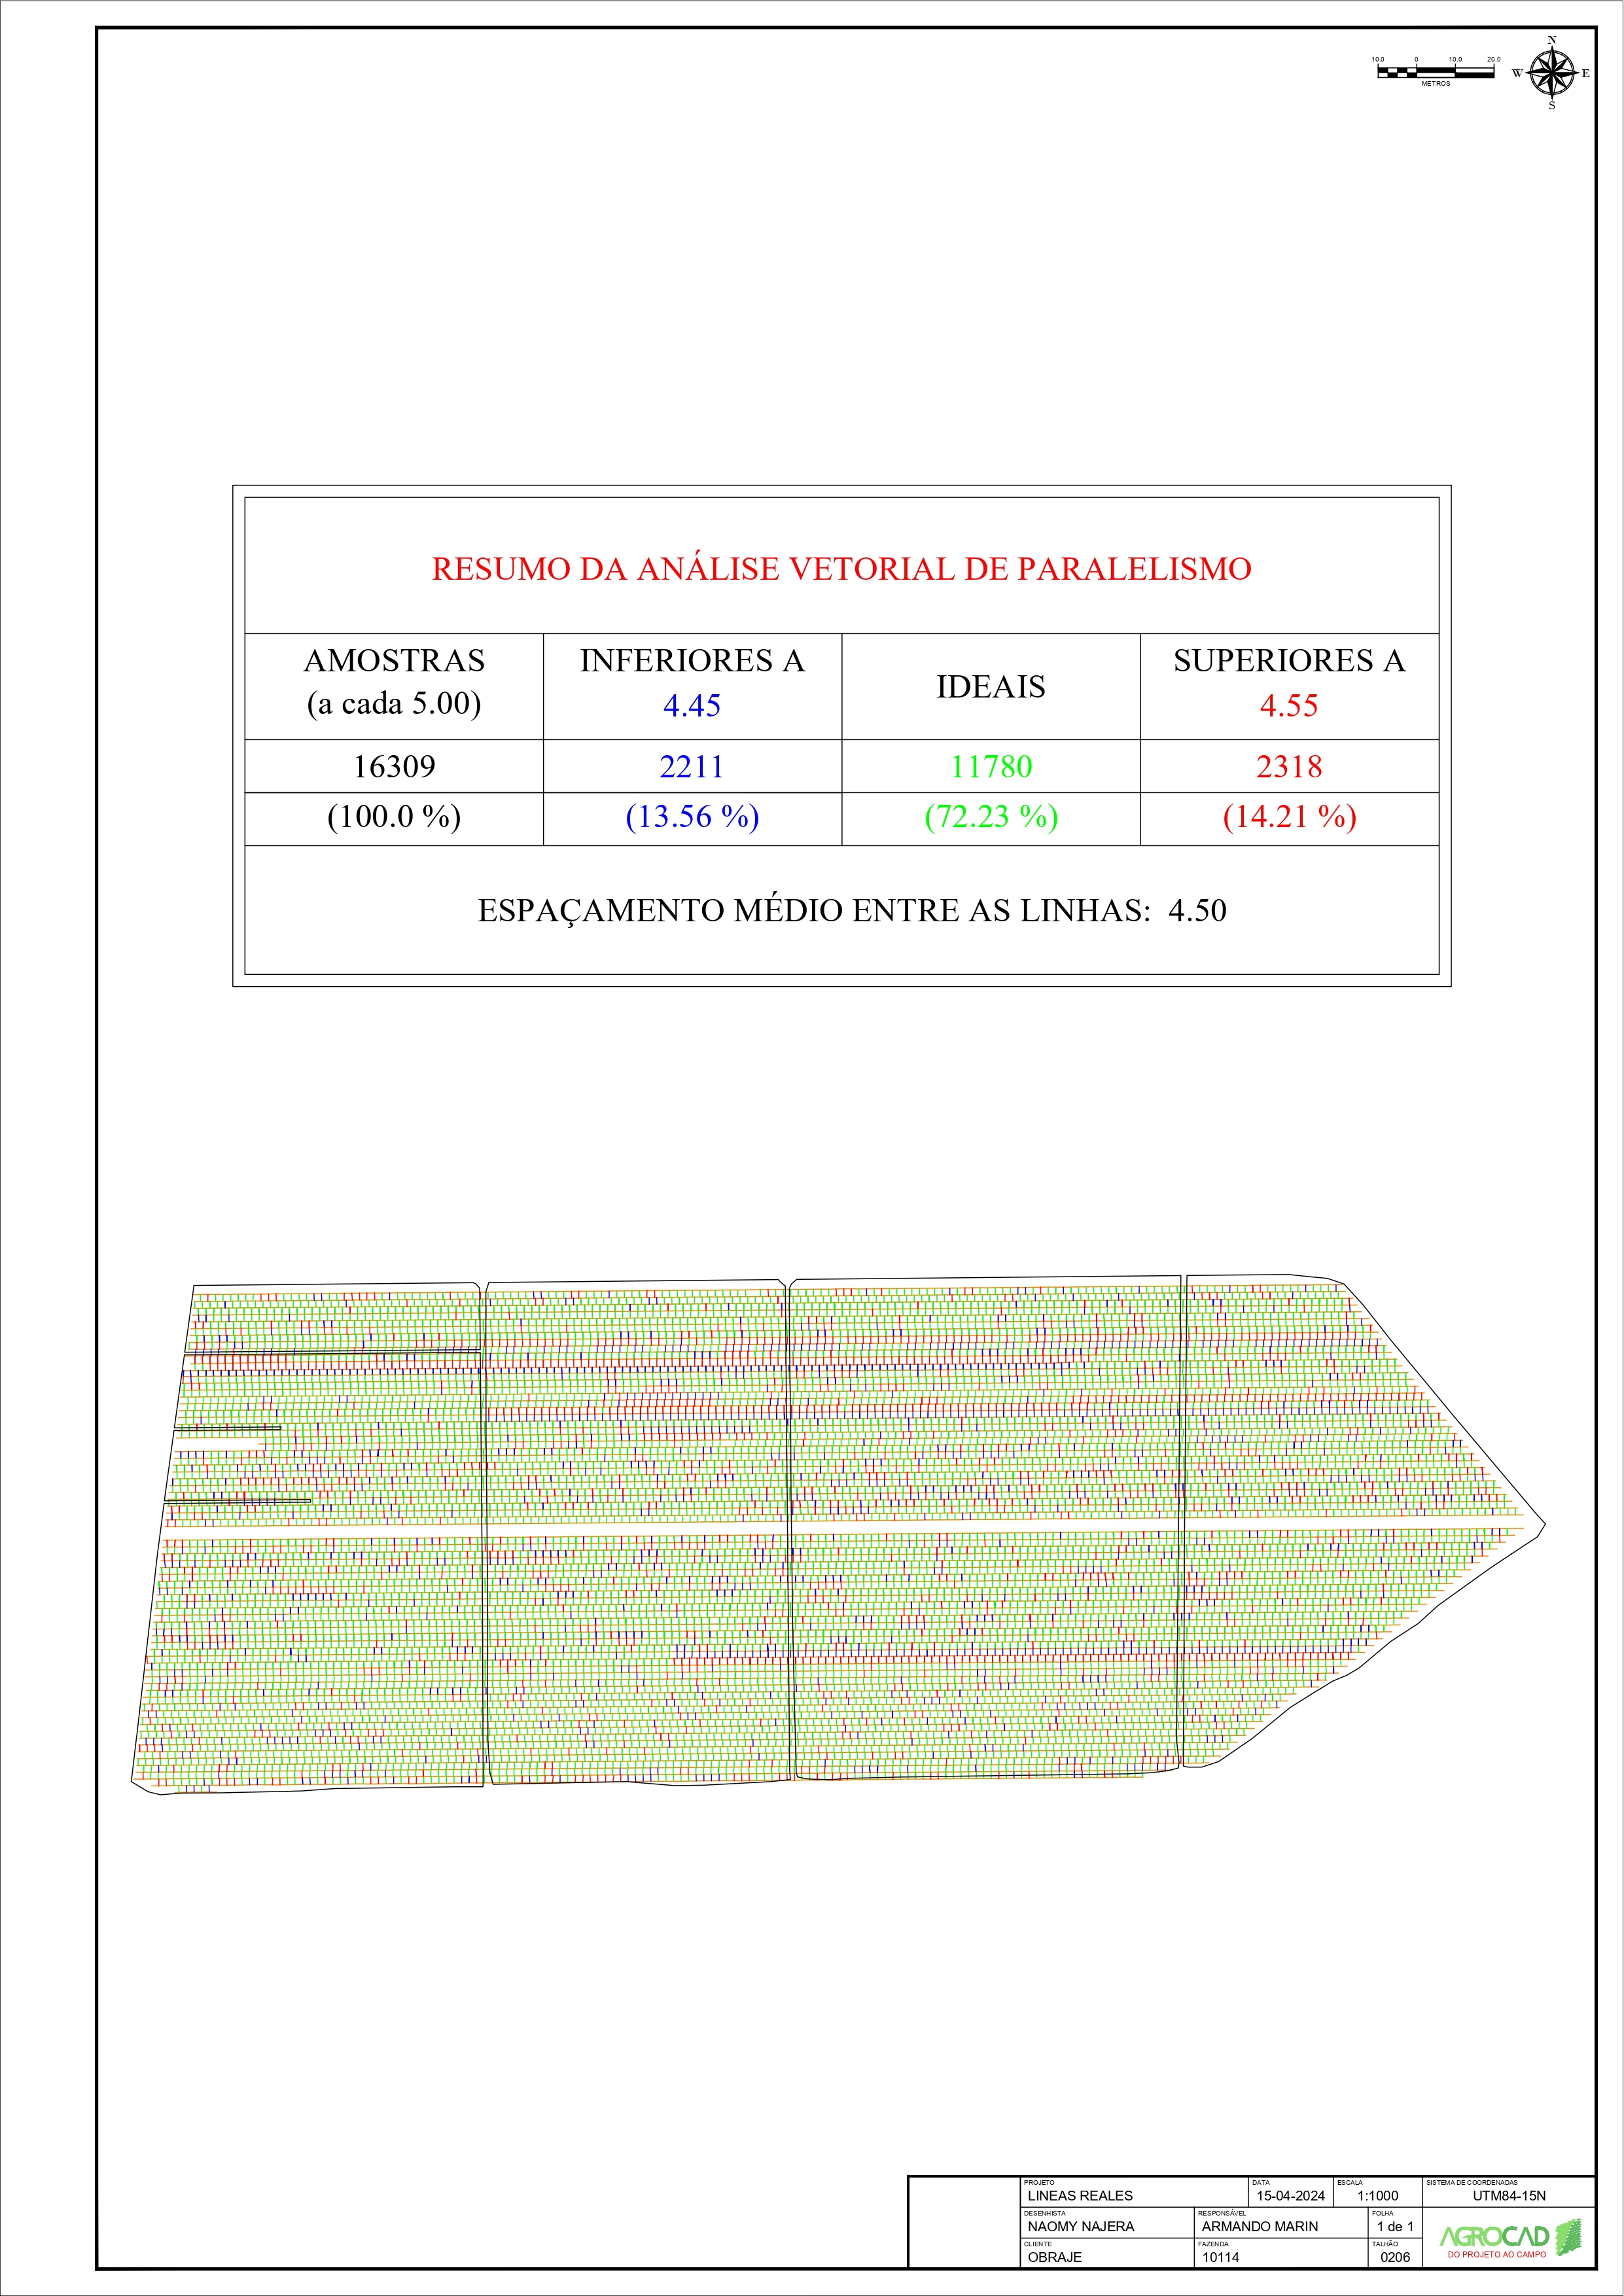 N
10.0 0 10.0 20.0
W E
METROS
S
RESUMO DA ANÁLISE VETORIAL DE PARALELISMO
AMOSTRAS
(a cada 5.00)
INFERIORES A
4.45
IDEAIS
SUPERIORES A
4.55
16309 2211 11780 2318
(100.0 %) (13.56 %) (72.23 %) (14.21 %)
ESPAÇAMENTO MÉDIO ENTRE AS LINHAS: 4.50
PROJETO DATA ESCALA SISTEMA DE COORDENADAS
LINEAS REALES 15-04-2024 1:1000 UTM84-15N
DESENHISTA RESPONSÁVEL FOLHA
NAOMY NAJERA ARMANDO MARIN 1 de 1
CLIENTE FAZENDA TALHÃO
OBRAJE 10114 0206
AGROCAD
DO PROJETO AO CAMPO